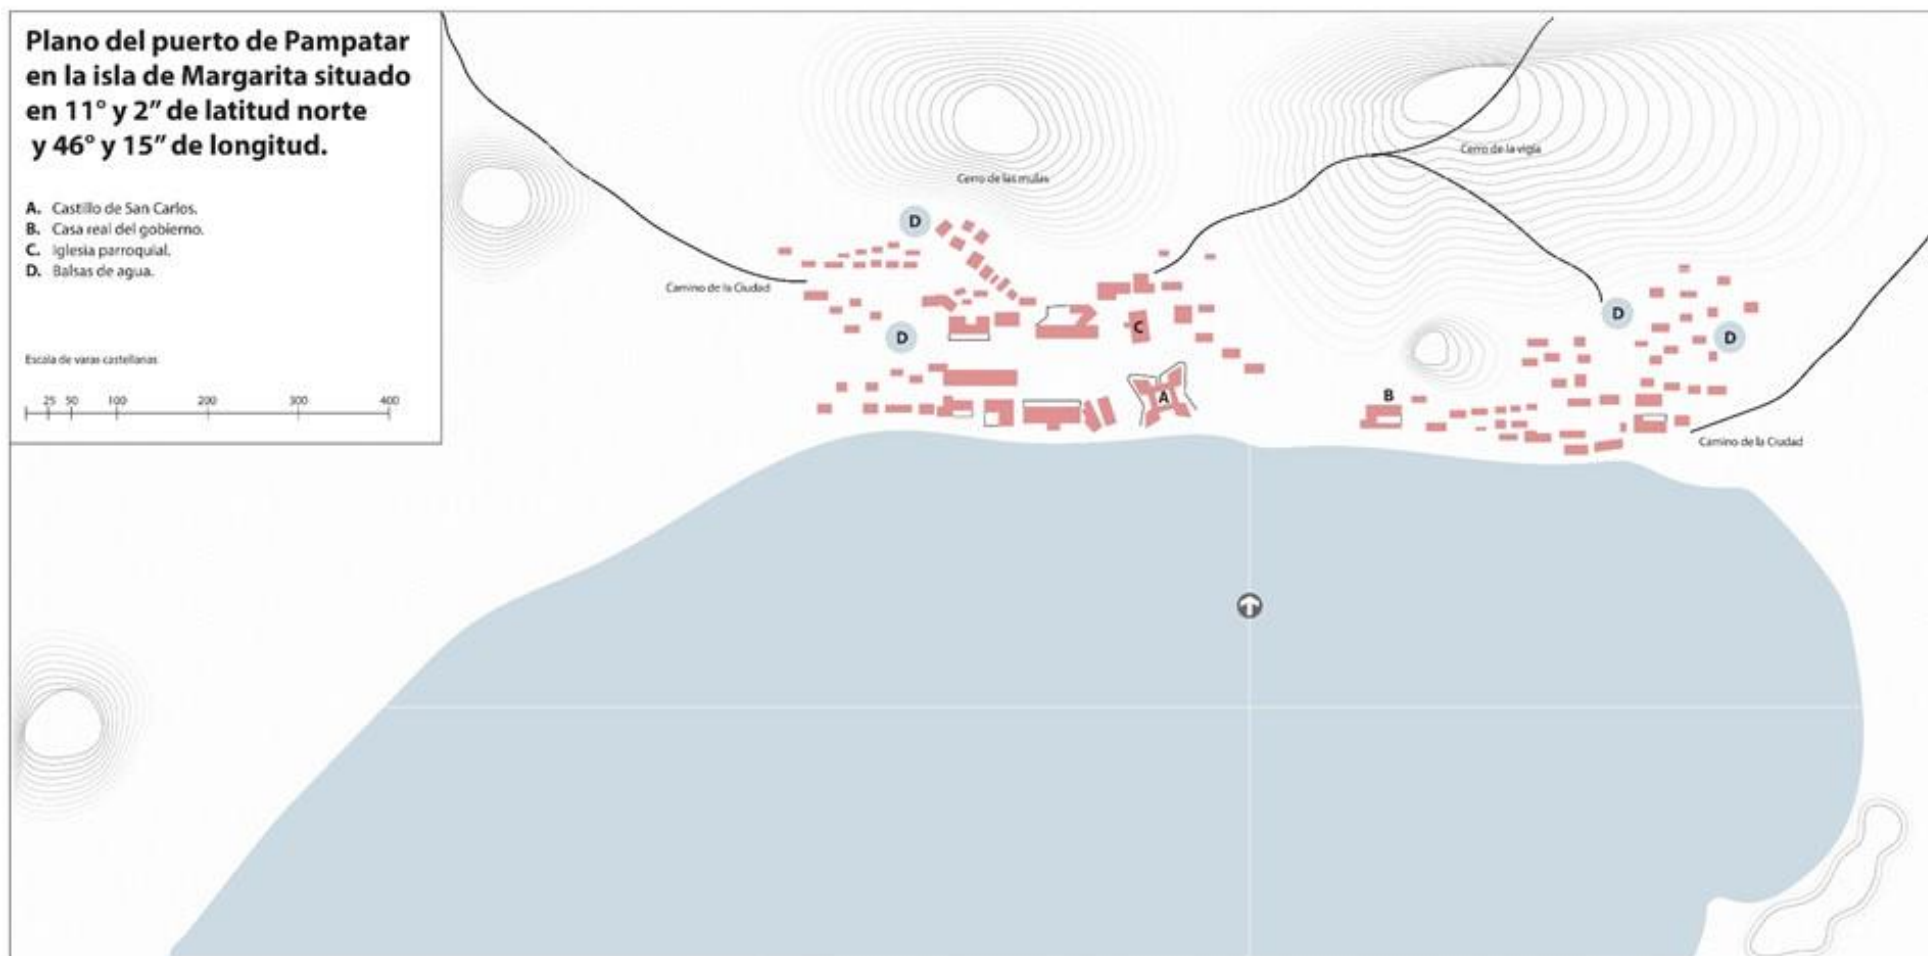 Plano del puerto de Pampatar
en la isla de Margarita situado
en 11° y 2" de latitud norte
y 46° y 15" de longitud.
A. Castillo de San Carlos.
B. Casa real del gobierno.
C. Iglesia parroquial.
D. Balsas de agua.
Escala de varas castellanas
25 50 100 200 300 400
Cerro de las mulas
Cerro de la vigía
D
Camino de la Ciudad
D
C
D
D
A
B
Camino de la Ciudad